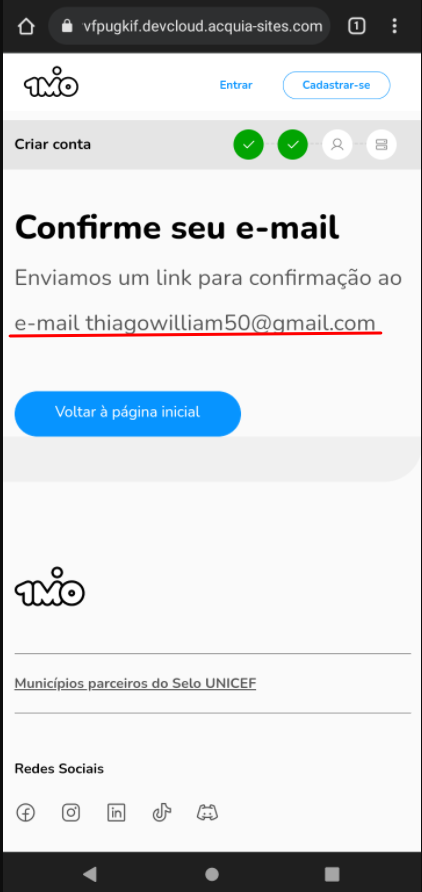 vfpugkif.devcloud.acquia-sites.com 1
1MiO Entrar Cadastrar-se
Criar conta
Confirme seu e-mail
Enviamos um link para confirmação ao
e-mail thiagowilliam50@gmail.com
Voltar à página inicial
1MiO
Municípios parceiros do Selo UNICEF
Redes Sociais